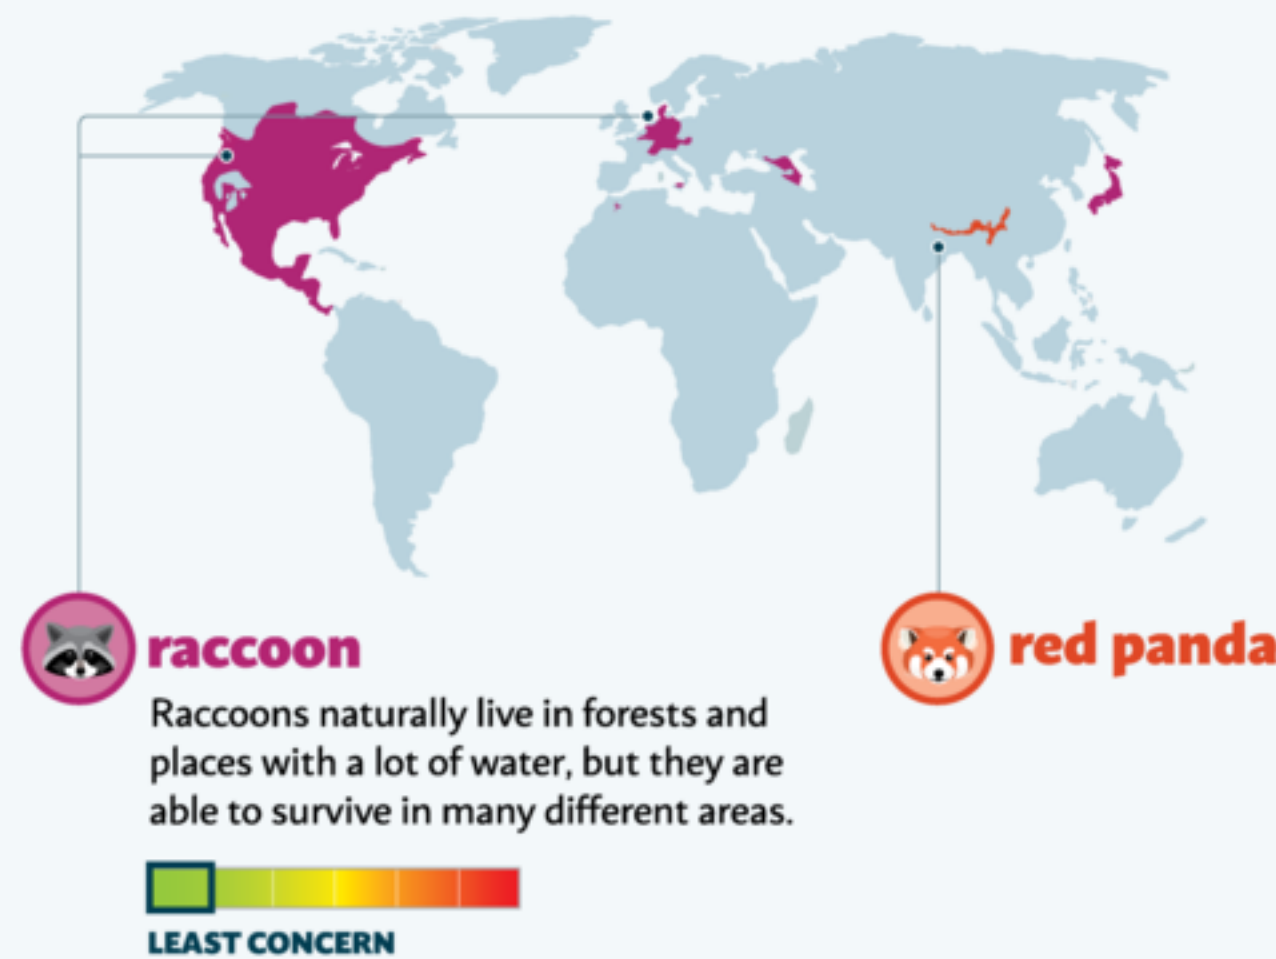 raccoon
Raccoons naturally live in forests and
places with a lot of water, but they are
able to survive in many different areas.
LEAST CONCERN
red panda